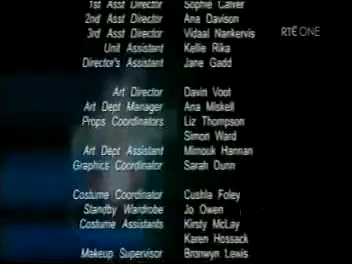 1st Asst Director Sophie Calver
2nd Asst Director Ana Davison
3rd Asst Director Vidaal Nankervis
RTÉ ONE
Unit Assistant Kellie Rika
Director's Assistant Jane Gadd
Art Director Davin Voot
Art Dept Manager Ana Miskell
Props Coordinators Liz Thompson
Simon Ward
Art Dept Assistant Mimouk Hannan
Graphics Coordinator Sarah Dunn
Costume Coordinator Cushla Foley
Standby Wardrobe Jo Owen
Costume Assistants Kirsty McLay
Karen Hossack
Makeup Supervisor Bronwyn Lewis